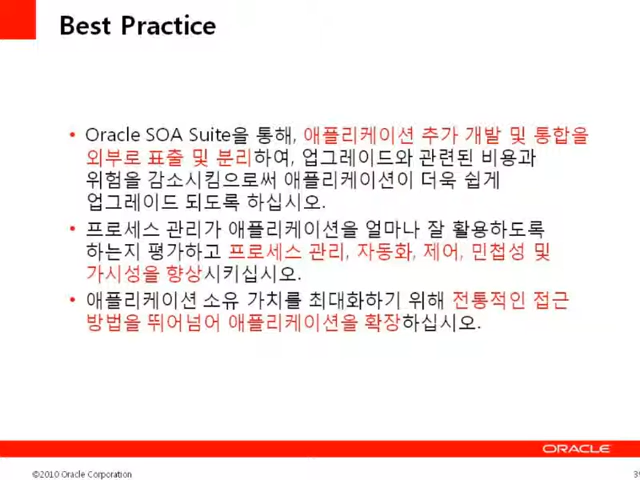 Best Practice
• Oracle SOA Suite을 통해, 애플리케이션 추가 개발 및 통합을
외부로 표출 및 분리하여, 업그레이드와 관련된 비용과
위험을 감소시킴으로써 애플리케이션이 더욱 쉽게
업그레이드 되도록 하십시오.
• 프로세스 관리가 애플리케이션을 얼마나 잘 활용하도록
하는지 평가하고 프로세스 관리, 자동화, 제어, 민첩성 및
가시성을 향상시키십시오.
• 애플리케이션 소유 가치를 최대화하기 위해 전통적인 접근
방법을 뛰어넘어 애플리케이션을 확장하십시오.
ORACLE
©2010 Oracle Corporation